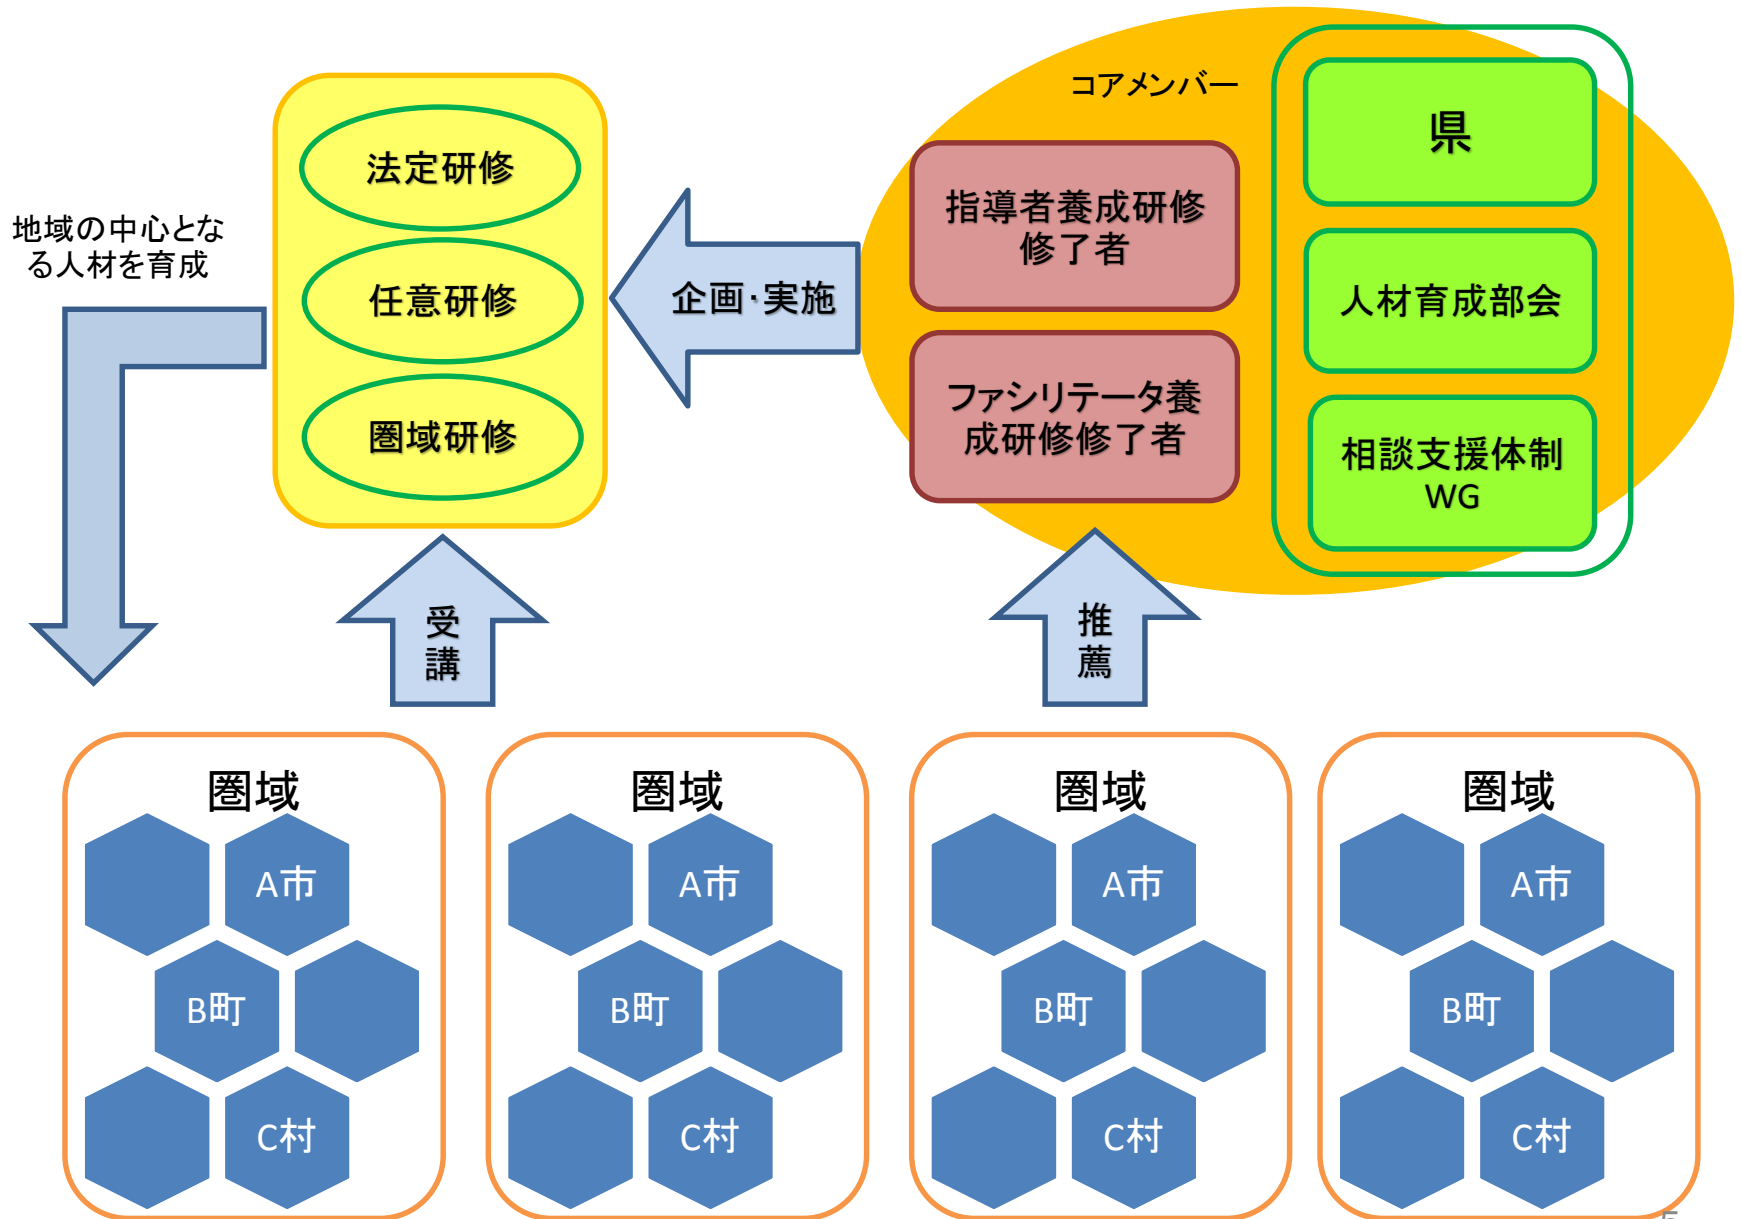 コアメンバー
県
法定研修
指導者養成研修
修了者
地域の中心とな
る人材を育成
任意研修
企画･実施
人材育成部会
ファシリテータ養
成研修修了者
圏域研修
相談支援体制
WG
受
講
推
薦
圏域
A市
B町
C村
圏域
A市
B町
C村
圏域
A市
B町
C村
圏域
A市
B町
C村